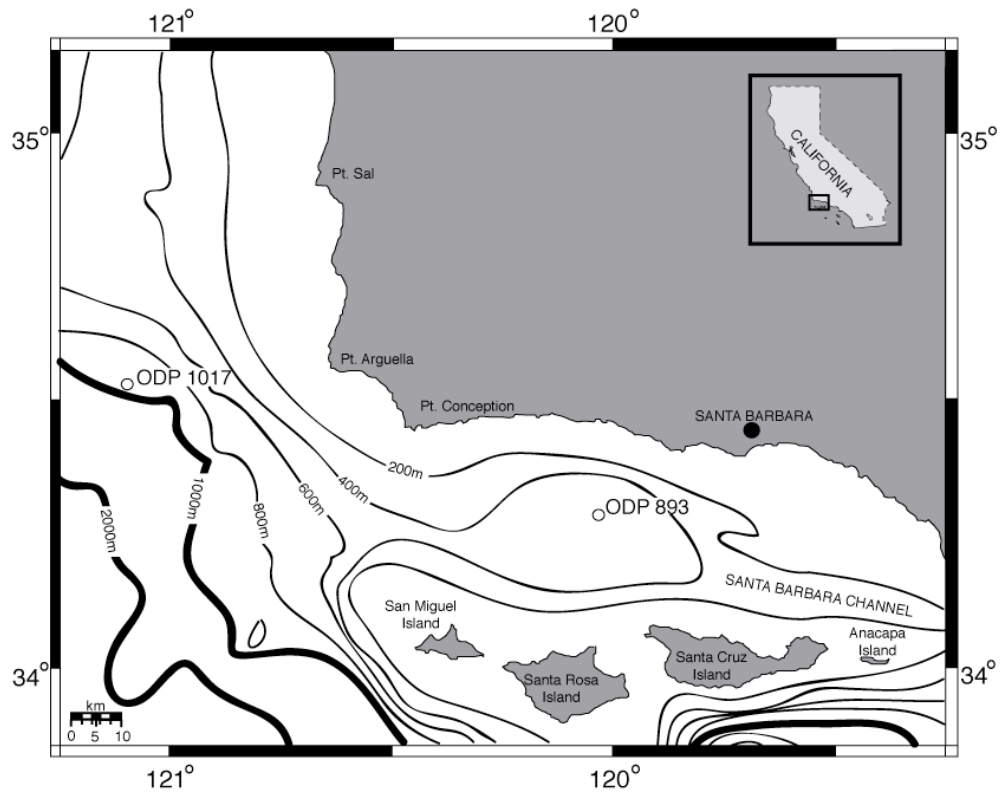 121°
120°
35°
35°
CALIFORNIA
Pt. Sal
Pt. Arguella
ODP 1017
Pt. Conception
SANTA BARBARA
200m
400m
600m
800m
1000m
2000m
ODP 893
SANTA BARBARA CHANNEL
San Miguel
Island
Santa Rosa
Island
Santa Cruz
Island
Anacapa
Island
34°
34°
km
0 5 10
121°
120°